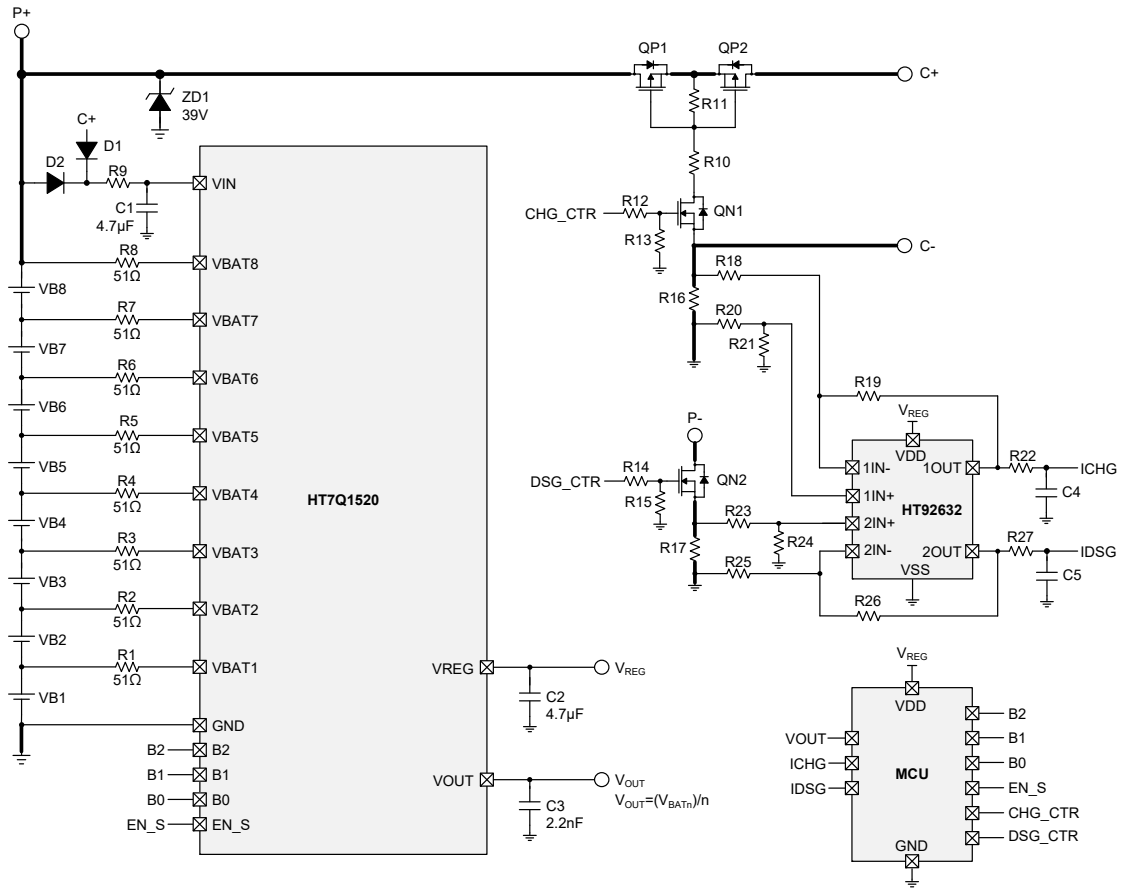 P+
QP1
QP2
C+
R11
ZD1
39V
C+
D1
D2
R9
C1
4.7µF
VIN
R10
R12
CHG_CTR
QN1
R13
C-
R8
51Ω
VBAT8
R18
VB8
R16
R7
51Ω
VBAT7
R20
R21
VB7
R6
51Ω
VBAT6
VB6
R19
R5
51Ω
VBAT5
P-
VREG
VDD
VB5
R14
DSG_CTR
QN2
R15
1IN-
1OUT
R22
ICHG
C4
R4
51Ω
VBAT4
HT7Q1520
1IN+
HT92632
VB4
R23
2IN+
R24
R3
51Ω
VBAT3
R17
R25
2IN-
2OUT
R27
IDSG
VSS
C5
VB3
R2
51Ω
VBAT2
R26
VB2
R1
51Ω
VBAT1
VREG
VREG
C2
4.7µF
VB1
VREG
VDD
GND
B2
B2
B1
B1
B0
B0
EN_S
EN_S
VOUT
VOUT
VOUT=(VBATn)/n
C3
2.2nF
VOUT
ICHG
IDSG
MCU
B2
B1
B0
EN_S
CHG_CTR
DSG_CTR
GND